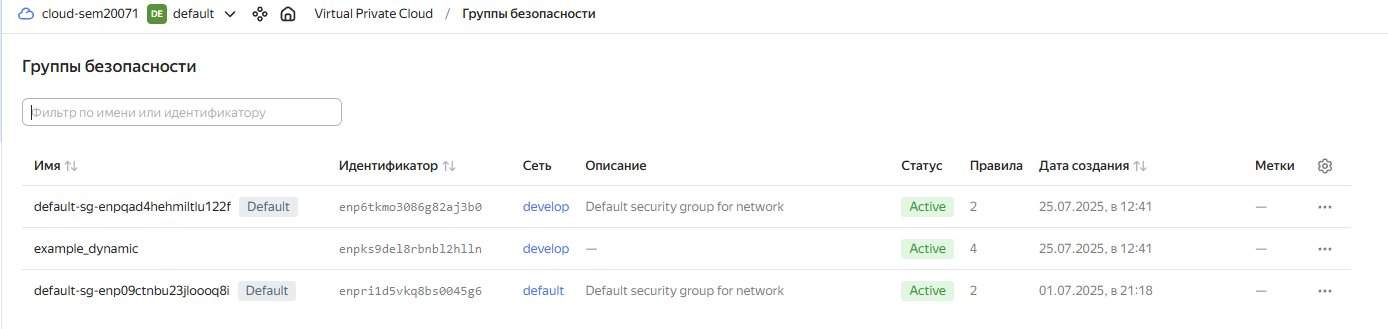 cloud-sem20071 DE default Virtual Private Cloud / Группы безопасности
Группы безопасности
Фильтр по имени или идентификатору
Имя Идентификатор Сеть Описание Статус Правила Дата создания Метки
default-sg-enpqad4hehmiltlu122f Default enp6tkmo3086g82aj3b0 develop Default security group for network Active 2 25.07.2025, в 12:41 —
example_dynamic enpks9del8rbnbl2hlln develop — Active 4 25.07.2025, в 12:41 —
default-sg-enp09ctnbu23jloooq8i Default enpri1d5vkq8bs0045g6 default Default security group for network Active 2 01.07.2025, в 21:18 —